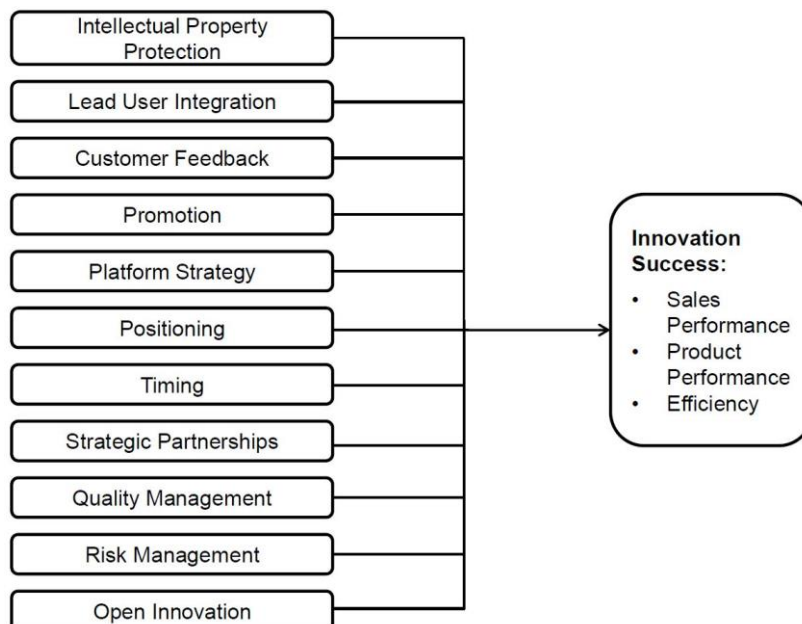 Intellectual Property
Protection
Lead User Integration
Customer Feedback
Promotion
Platform Strategy
Positioning
Timing
Strategic Partnerships
Quality Management
Risk Management
Open Innovation
Innovation
Success:
• Sales
Performance
• Product
Performance
• Efficiency